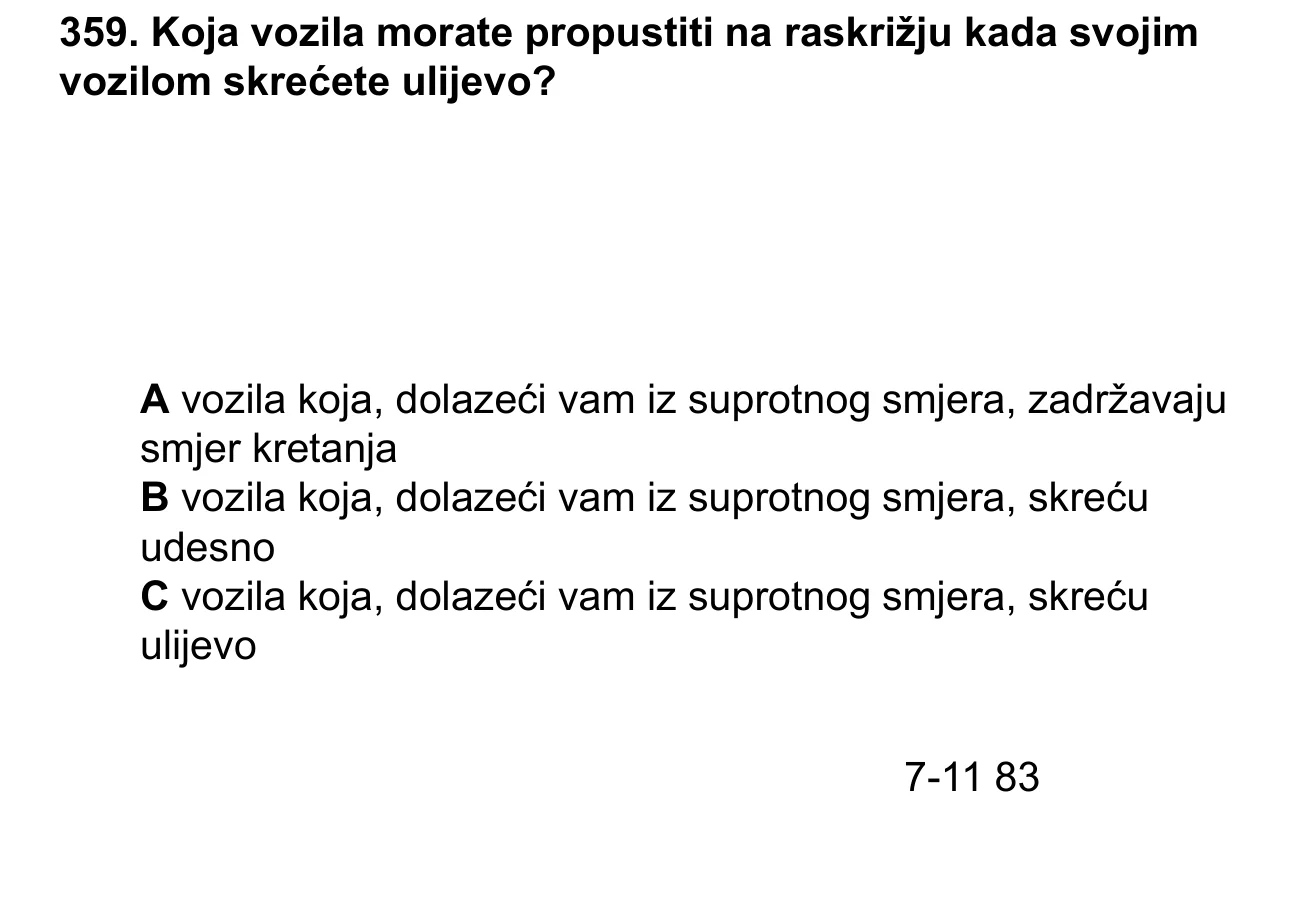 359. Koja vozila morate propustiti na raskrižju kada svojim
vozilom skrećete ulijevo?
A vozila koja, dolazeći vam iz suprotnog smjera, zadržavaju
smjer kretanja
B vozila koja, dolazeći vam iz suprotnog smjera, skreću
udesno
C vozila koja, dolazeći vam iz suprotnog smjera, skreću
ulijevo
7-11 83